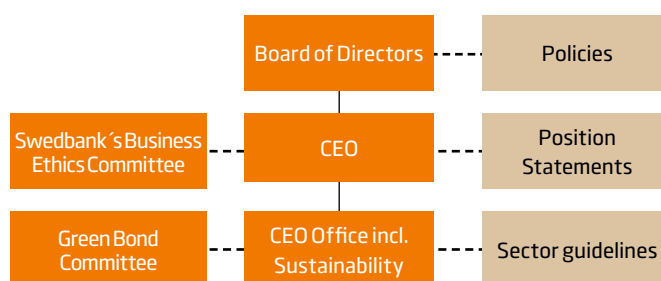 Board of Directors
Policies
Swedbank´s Business
Ethics Committee
CEO
Position
Statements
Green Bond
Committee
CEO Office incl.
Sustainability
Sector guidelines